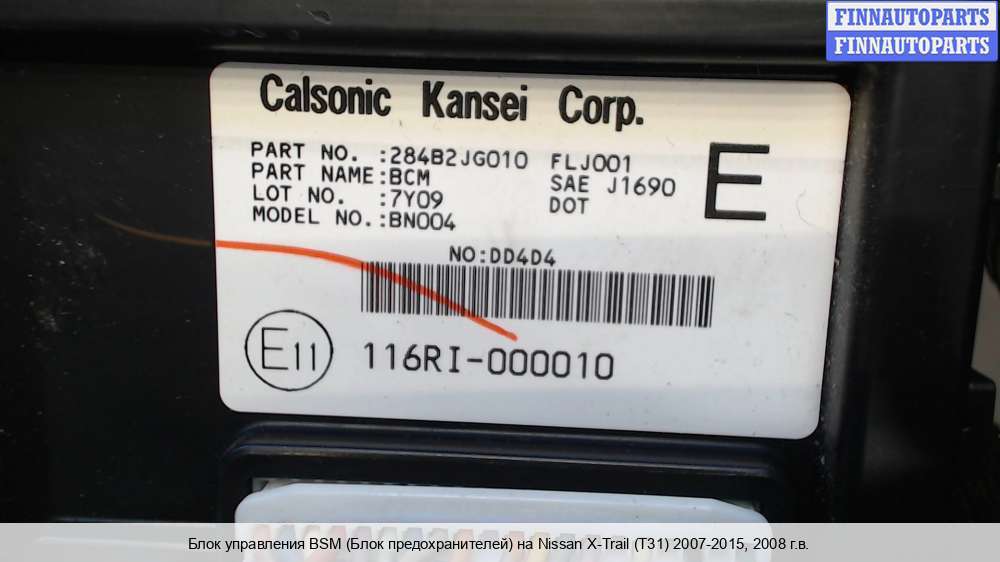 FINNAUTOPARTS
FINNAUTOPARTS
Calsonic Kansei Corp.
PART NO. :284B2JG010 FLJ001
PART NAME:BCM SAE J1690
LOT NO. :7Y09 DOT
MODEL NO.:BN004
E
NO:DD4D4
E11 116RI-000010
Блок управления BSM (Блок предохранителей) на Nissan X-Trail (T31) 2007-2015, 2008 г.в.